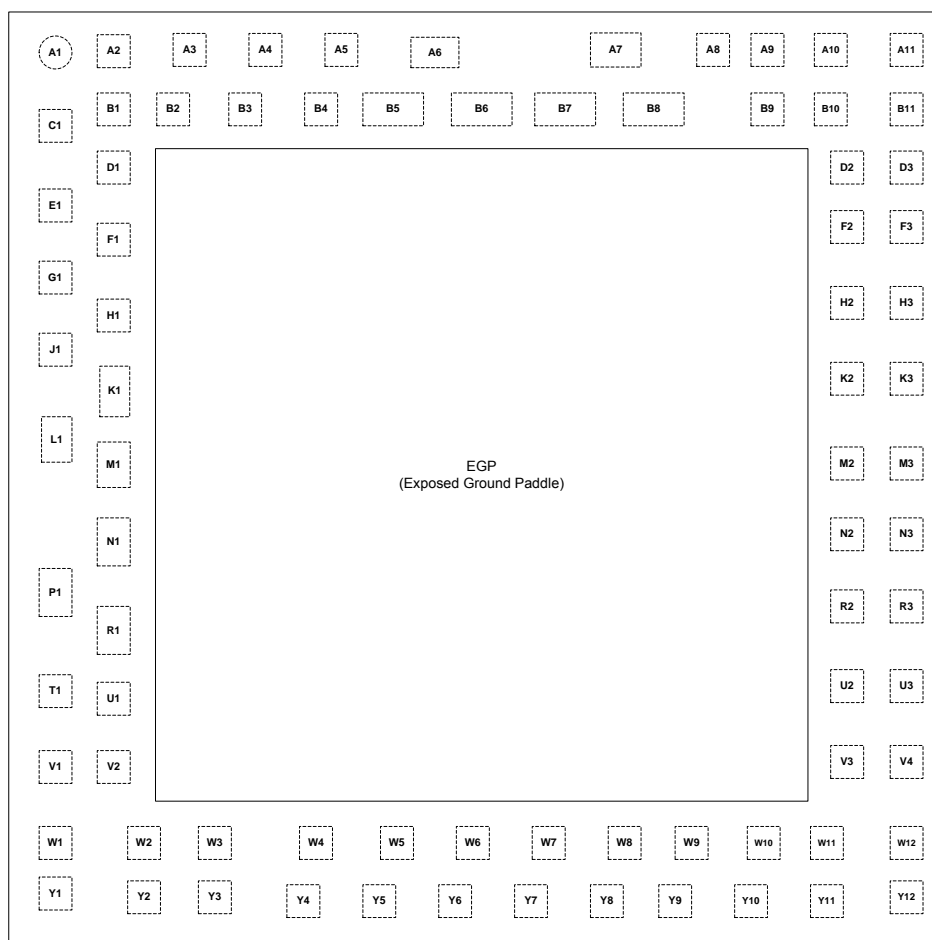 A1 A2 A3 A4 A5 A6 A7 A8 A9 A10 A11
B1 B2 B3 B4 B5 B6 B7 B8 B9 B10 B11
C1
D1 D2 D3
E1
F1 F2 F3
G1
H1 H2 H3
J1
K1 K2 K3
L1
M1 M2 M3
EGP
(Exposed Ground Paddle)
N1 N2 N3
P1
R1 R2 R3
T1
U1 U2 U3
V1 V2 V3 V4
W1 W2 W3 W4 W5 W6 W7 W8 W9 W10 W11 W12
Y1 Y2 Y3 Y4 Y5 Y6 Y7 Y8 Y9 Y10 Y11 Y12